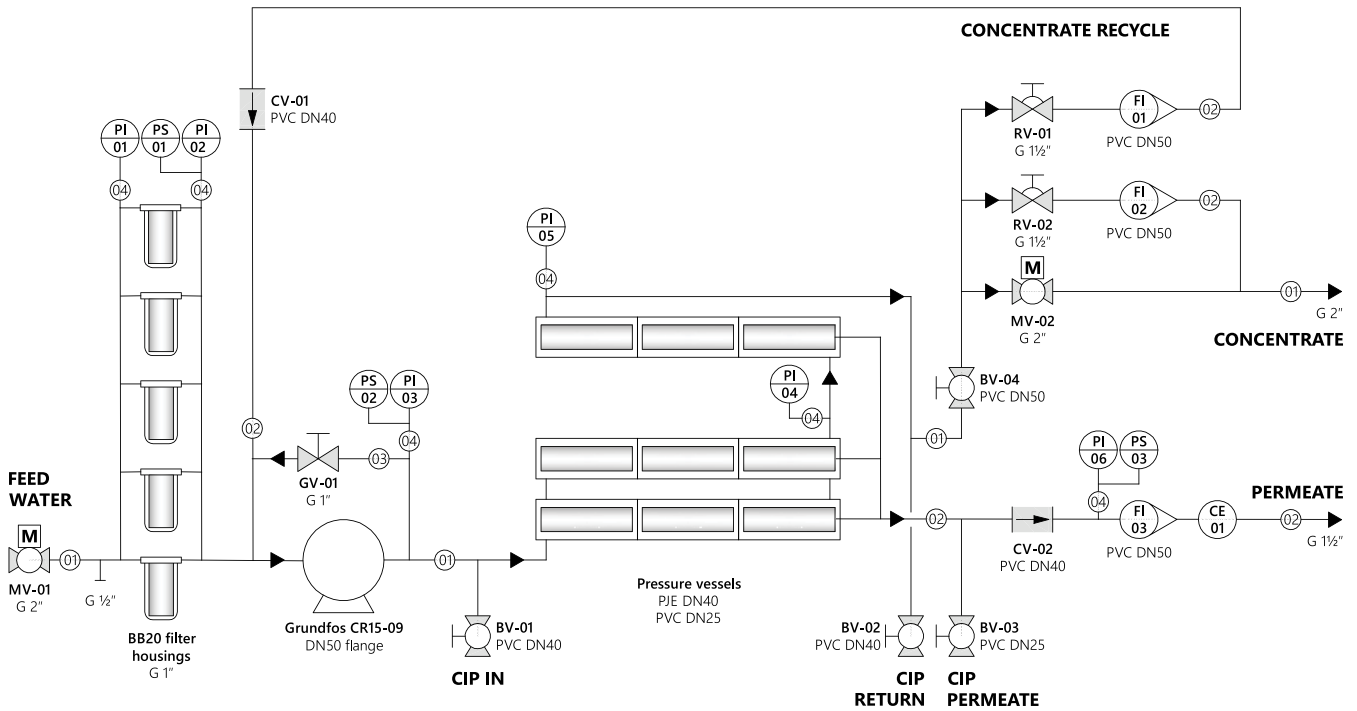 CONCENTRATE RECYCLE
CV-01
PVC DN40
PI
01
PS
01
PI
02
04
04
RV-01
G 1½"
FI
01
PVC DN50
02
RV-02
G 1½"
FI
02
PVC DN50
02
M
MV-02
G 2"
01
G 2"
CONCENTRATE
PI
05
04
PI
04
04
BV-04
PVC DN50
01
PS
02
PI
03
04
02
03
GV-01
G 1"
FEED
WATER
M
MV-01
G 2"
01
G ½"
BB20 filter
housings
G 1"
Grundfos CR15-09
DN50 flange
01
BV-01
PVC DN40
CIP IN
Pressure vessels
PJE DN40
PVC DN25
02
BV-02
PVC DN40
CIP
RETURN
BV-03
PVC DN25
CIP
PERMEATE
CV-02
PVC DN40
PI
06
PS
03
04
FI
03
PVC DN50
CE
01
02
PERMEATE
G 1½"